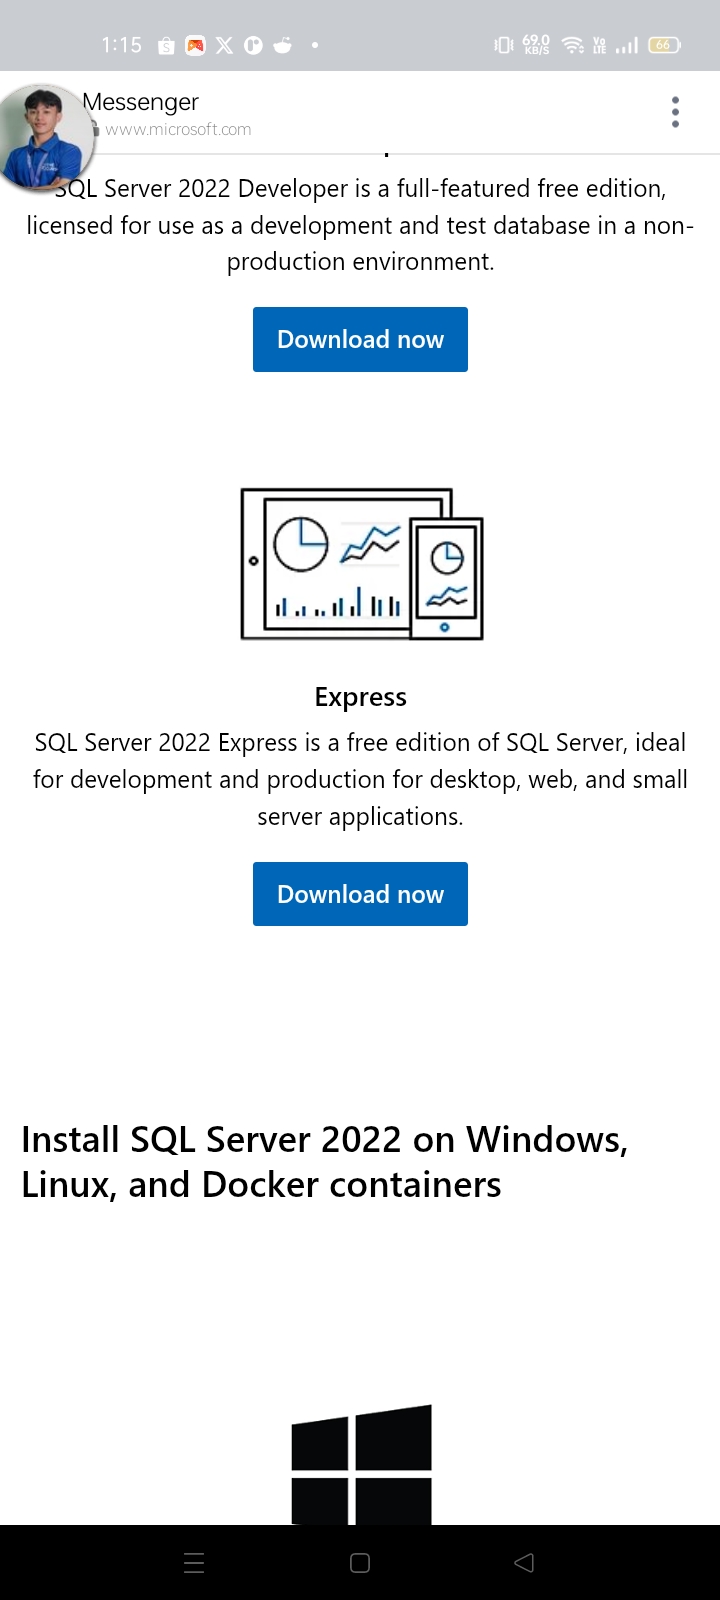 1:15
69.0
KB/S
Vo
LTE
66
Messenger
www.microsoft.com
SQL Server 2022 Developer is a full-featured free edition,
licensed for use as a development and test database in a non-
production environment.
Download now
Express
SQL Server 2022 Express is a free edition of SQL Server, ideal
for development and production for desktop, web, and small
server applications.
Download now
Install SQL Server 2022 on Windows,
Linux, and Docker containers